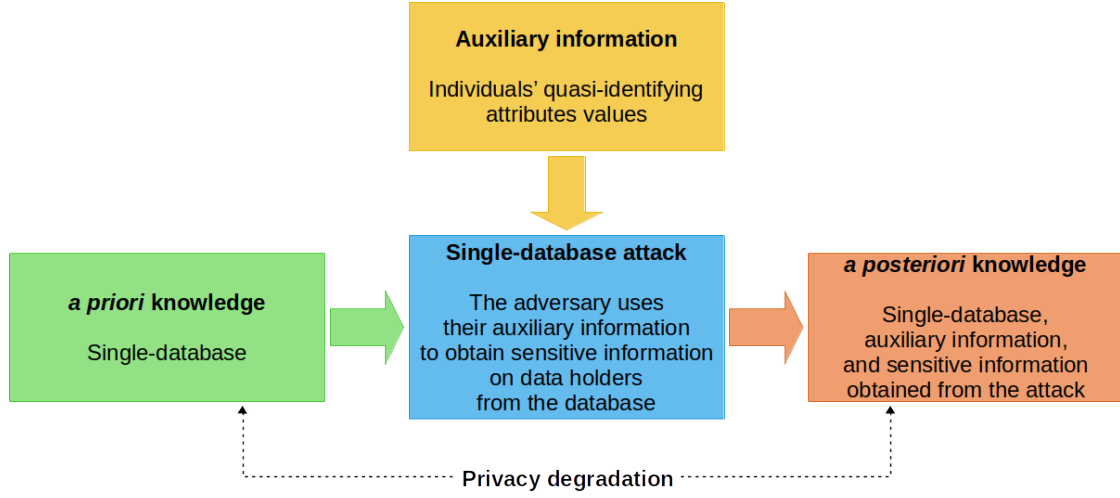 Auxiliary information
Individuals’ quasi-identifying
attributes values
a priori knowledge
Single-database
Single-database attack
The adversary uses
their auxiliary information
to obtain sensitive information
on data holders
from the database
a posteriori knowledge
Single-database,
auxiliary information,
and sensitive information
obtained from the attack
Privacy degradation